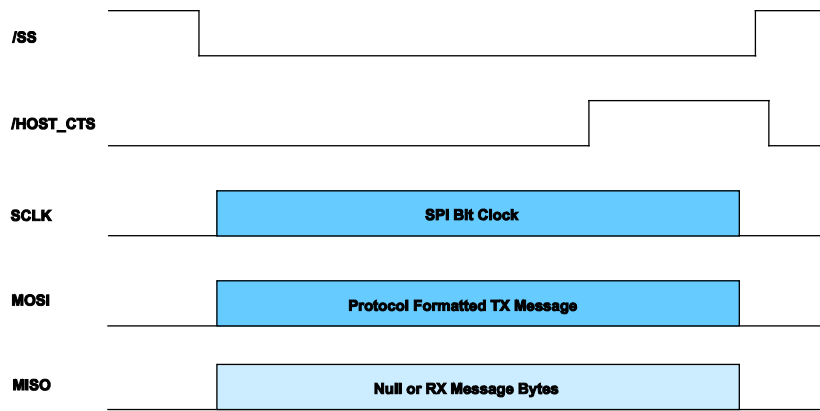 /SS
/HOST_CTS
SCLK
SPI Bit Clock
MOSI
Protocol Formatted TX Message
MISO
Null or RX Message Bytes